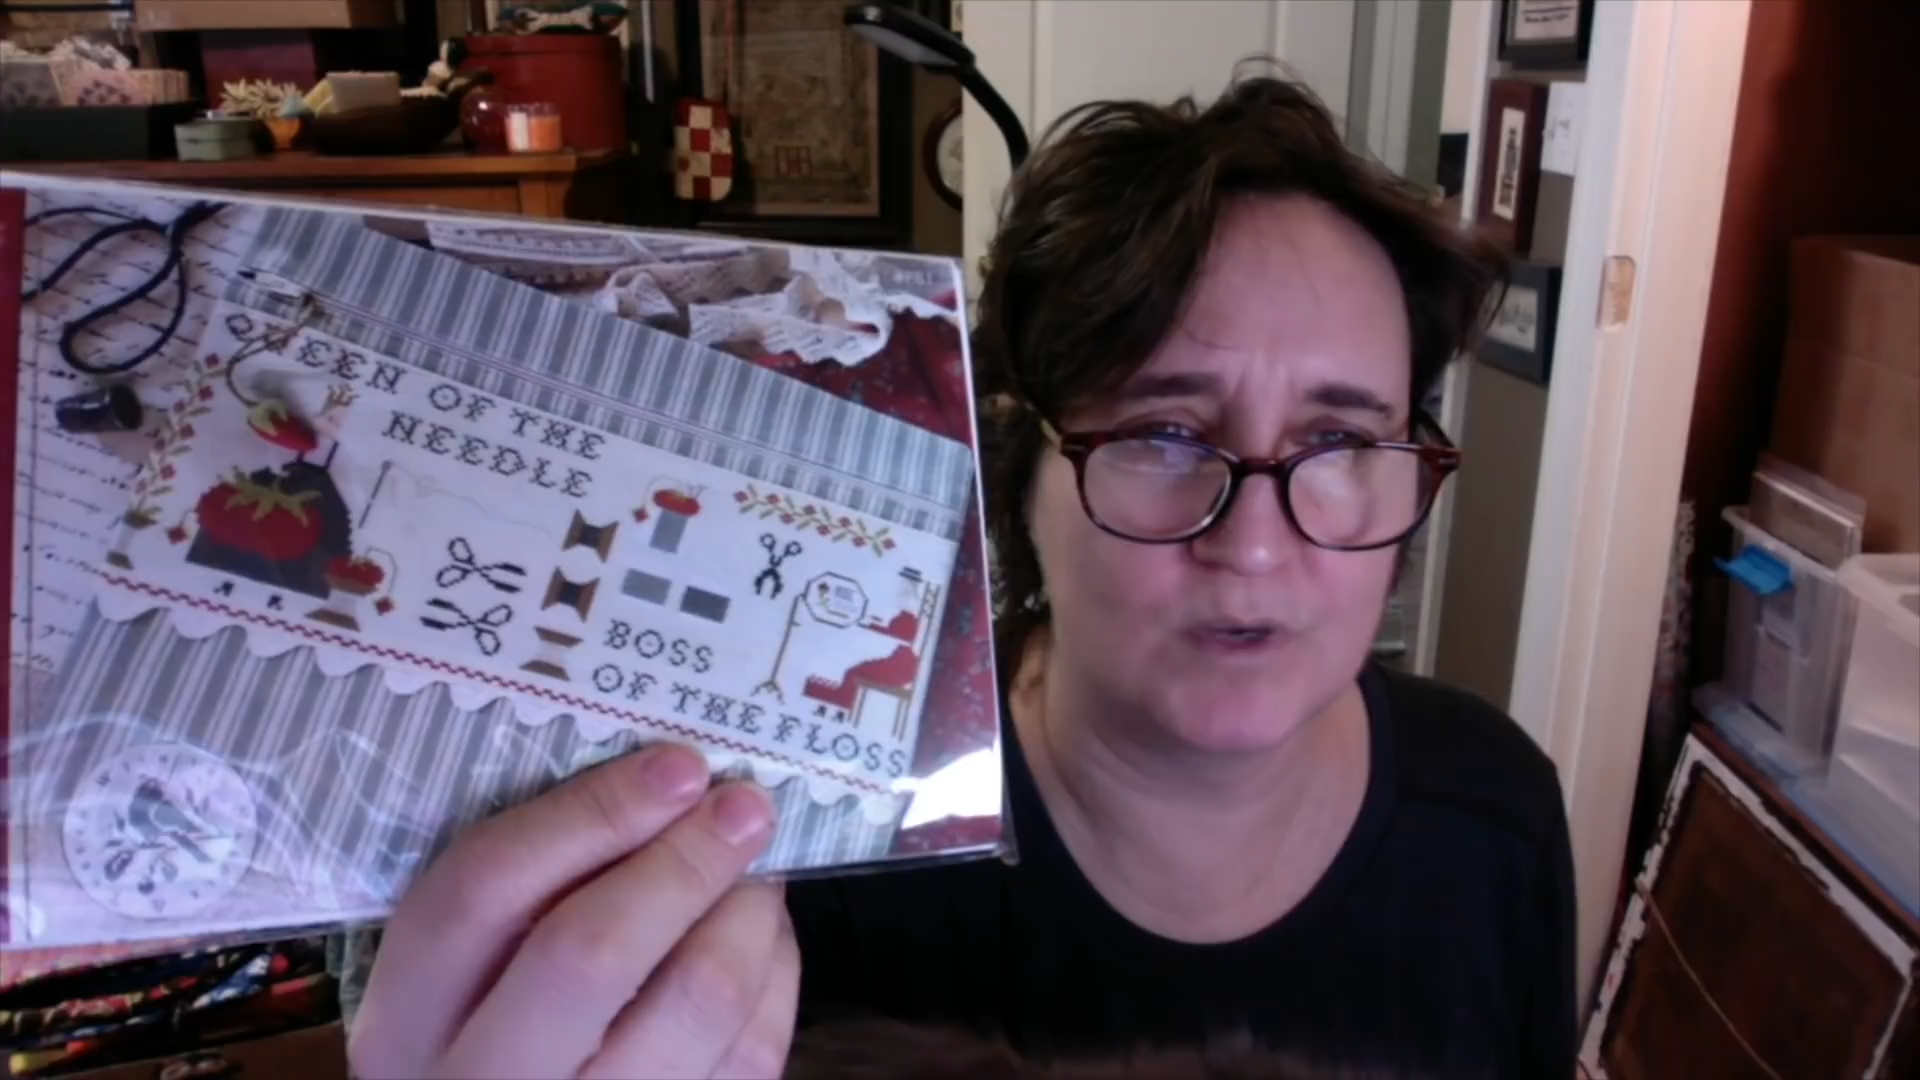 QUEEN OF THE
NEEDLE
BOSS
OF THE FLOSS